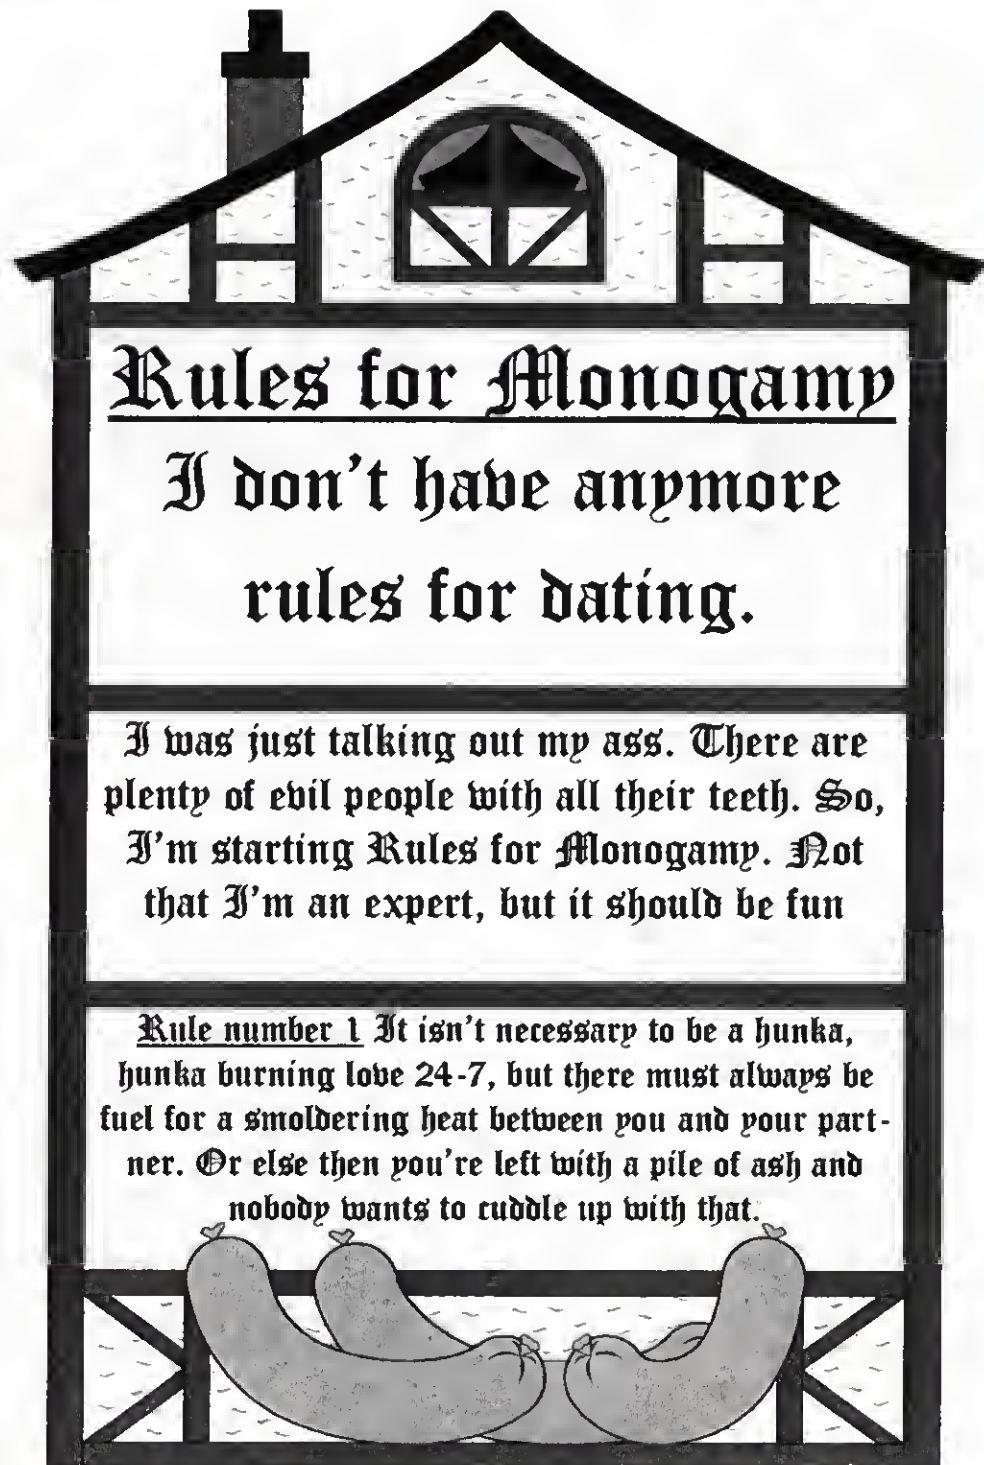 Rules for Monogamy
I don't have anymore
rules for dating.
I was just talking out my ass. There are
plenty of evil people with all their teeth. So,
I'm starting Rules for Monogamy. Not
that I'm an expert, but it should be fun
Rule number 1 It isn't necessary to be a hunka,
hunka burning love 24-7, but there must always be
fuel for a smoldering heat between you and your part-
ner. Or else then you're left with a pile of ash and
nobody wants to cuddle up with that.